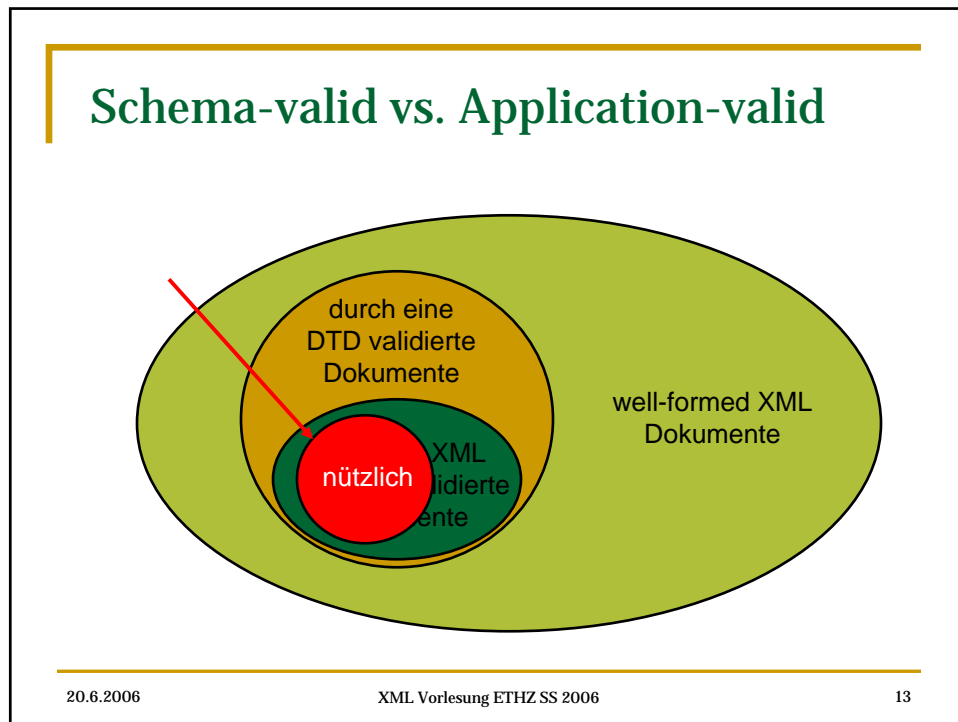 Schema-valid vs. Application-valid
durch eine
DTD validierte
Dokumente
well-formed XML
Dokumente
XML
nützlich
20.6.2006 XML Vorlesung ETHZ SS 2006 13